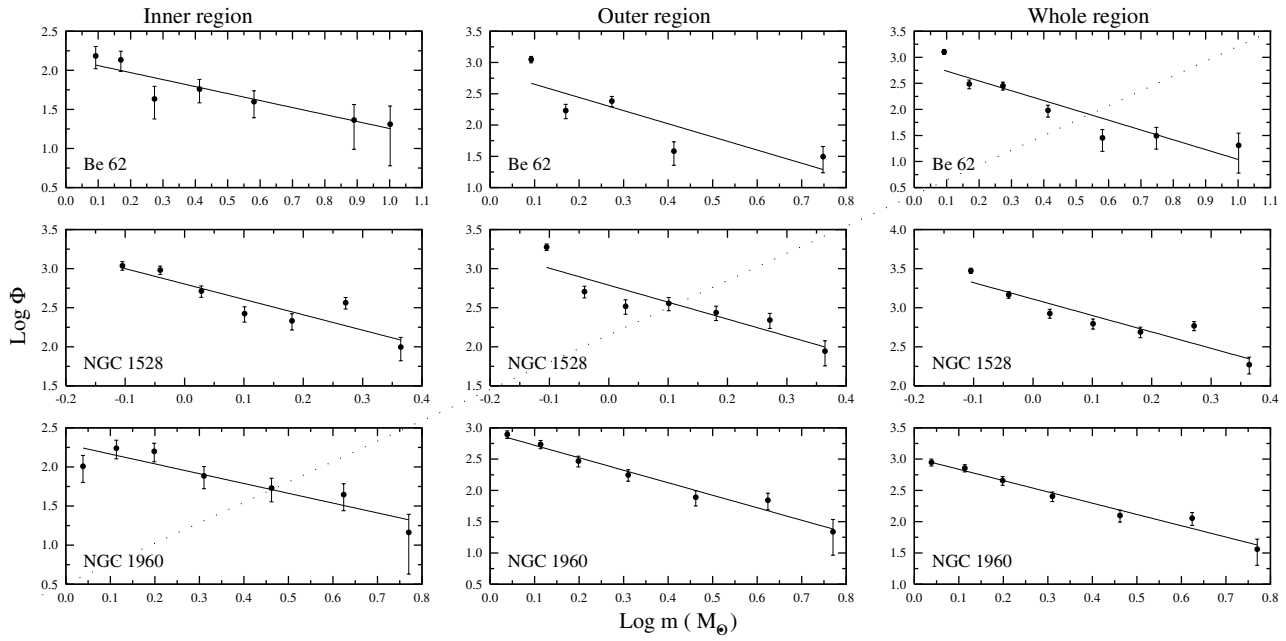 Inner region Outer region Whole region
2.5 3.5 3.5
2.0 3.0 3.0
2.5 2.5
1.5 2.0 2.0
1.0 1.5
Be 62 1.5 Be 62 1.0 Be 62
0.5 1.0 0.5
0.0 0.1 0.2 0.3 0.4 0.5 0.6 0.7 0.8 0.9 1.0 1.1 0.0 0.1 0.2 0.3 0.4 0.5 0.6 0.7 0.8 0.0 0.1 0.2 0.3 0.4 0.5 0.6 0.7 0.8 0.9 1.0 1.1
3.5 3.5 4.0
3.0 3.0 3.5
2.5 2.5 3.0
2.0 2.0 2.5
NGC 1528 NGC 1528 NGC 1528
1.5 1.5 2.0
-0.2 -0.1 0.0 0.1 0.2 0.3 0.4 -0.2 -0.1 0.0 0.1 0.2 0.3 0.4 -0.2 -0.1 0.0 0.1 0.2 0.3 0.4
Log Φ
2.5 3.0 3.5
2.0 2.5 3.0
2.5
1.5 2.0 2.0
1.0 1.5 1.5
NGC 1960 NGC 1960 NGC 1960
0.5 1.0 1.0
0.0 0.1 0.2 0.3 0.4 0.5 0.6 0.7 0.8 0.0 0.1 0.2 0.3 0.4 0.5 0.6 0.7 0.8 0.0 0.1 0.2 0.3 0.4 0.5 0.6 0.7 0.8
Log m ( M⊙ )